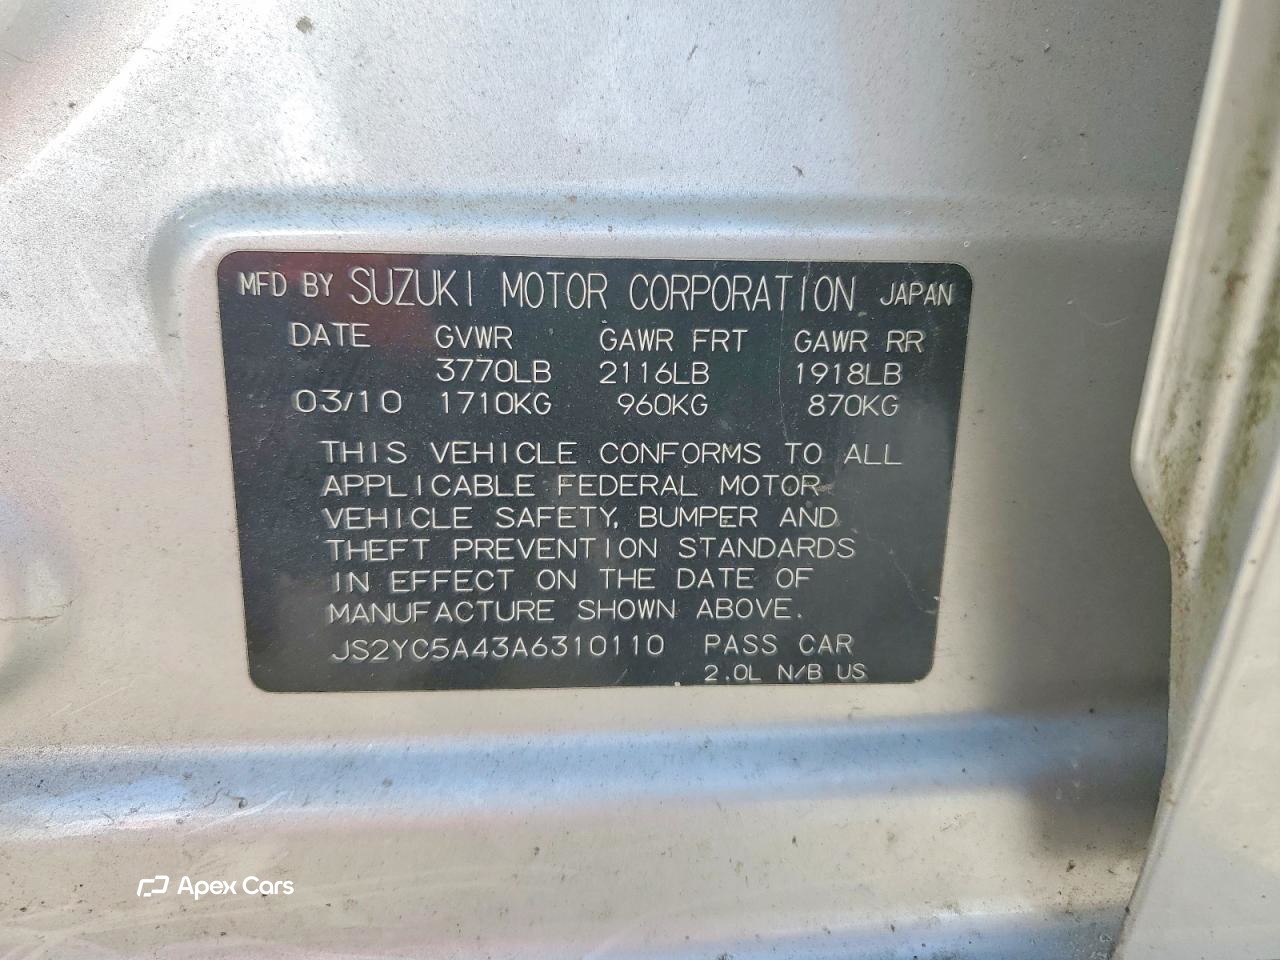 MFD BY SUZUKI MOTOR CORPORATION JAPAN
DATE GVWR GAWR FRT GAWR RR
3770LB 2116LB 1918LB
03/10 1710KG 960KG 870KG
THIS VEHICLE CONFORMS TO ALL
APPLICABLE FEDERAL MOTOR
VEHICLE SAFETY, BUMPER AND
THEFT PREVENTION STANDARDS
IN EFFECT ON THE DATE OF
MANUFACTURE SHOWN ABOVE.
JS2YC5A43A6310110 PASS CAR
2.0L N/B US
Apex Cars